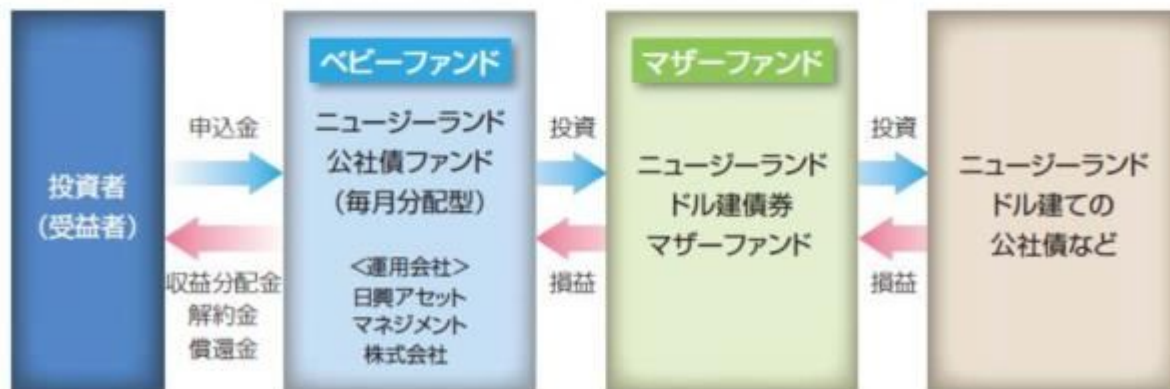 投資者
(受益者)
申込金
収益分配金
解約金
償還金
ベビーファンド
ニュージーランド
公社債ファンド
(毎月分配型)
<運用会社>
日興アセット
マネジメント
株式会社
投資
損益
マザーファンド
ニュージーランド
ドル建債券
マザーファンド
投資
損益
ニュージーランド
ドル建ての
公社債など